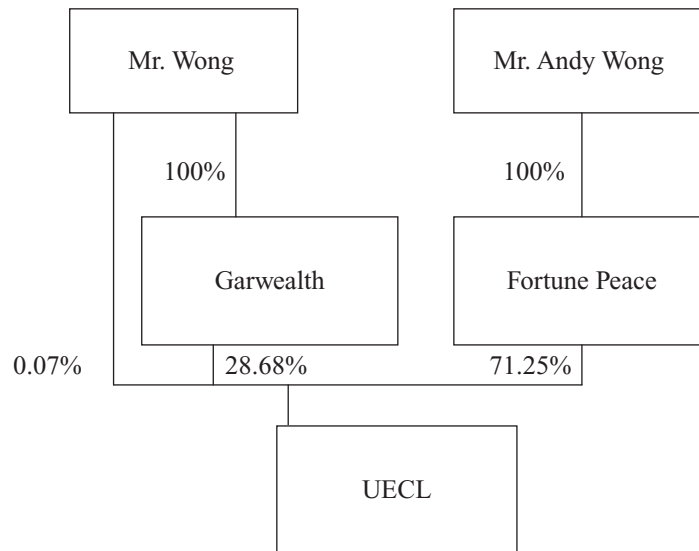 Mr. Wong
Mr. Andy Wong
100%
100%
Garwealth
Fortune Peace
0.07%
28.68%
71.25%
UECL